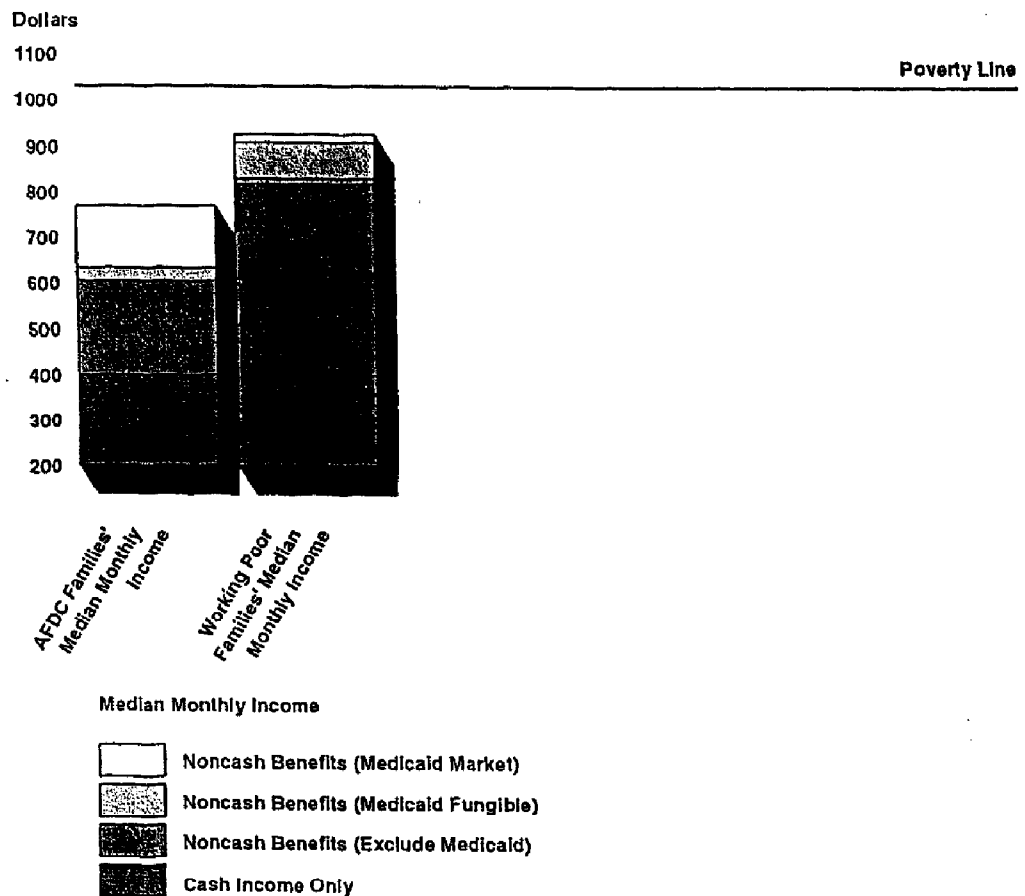 Dollars
1100
Poverty Line
1000
900
800
700
600
500
400
300
200
AFDC Families'
Median Monthly
Income
Working Poor
Families' Median
Monthly Income
Median Monthly Income
Noncash Benefits (Medicaid Market)
Noncash Benefits (Medicaid Fungible)
Noncash Benefits (Exclude Medicaid)
Cash Income Only